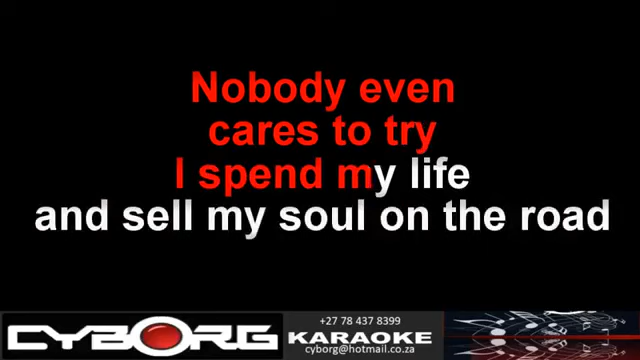 Nobody even
cares to try
I spend my life
and sell my soul on the road
CYBORG
+27 78 437 8399
KARAOKE
cyborg@hotmail.co.za